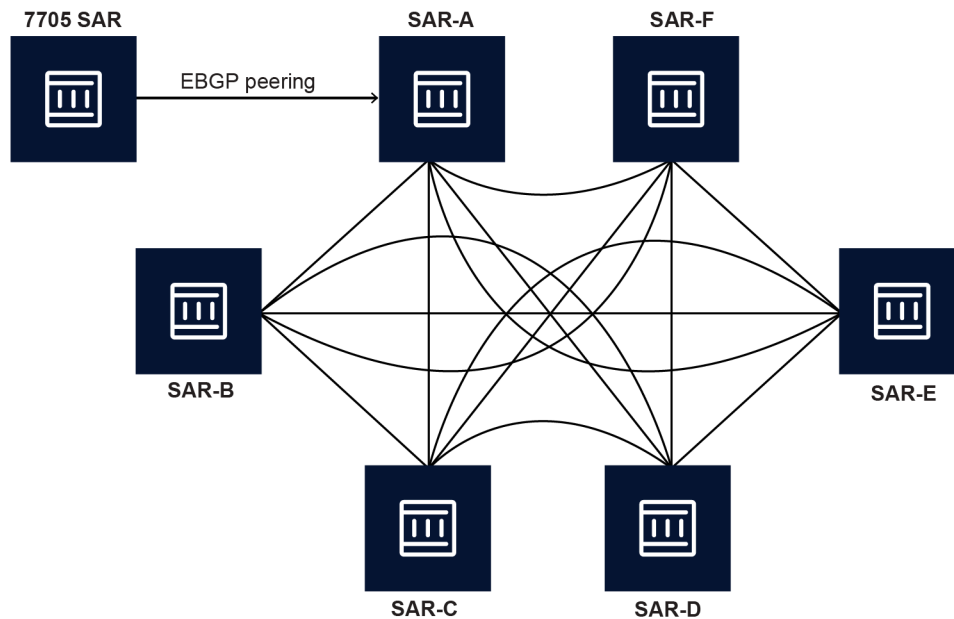 7705 SAR
SAR-A
SAR-F
EBGP peering
SAR-B
SAR-E
SAR-C
SAR-D